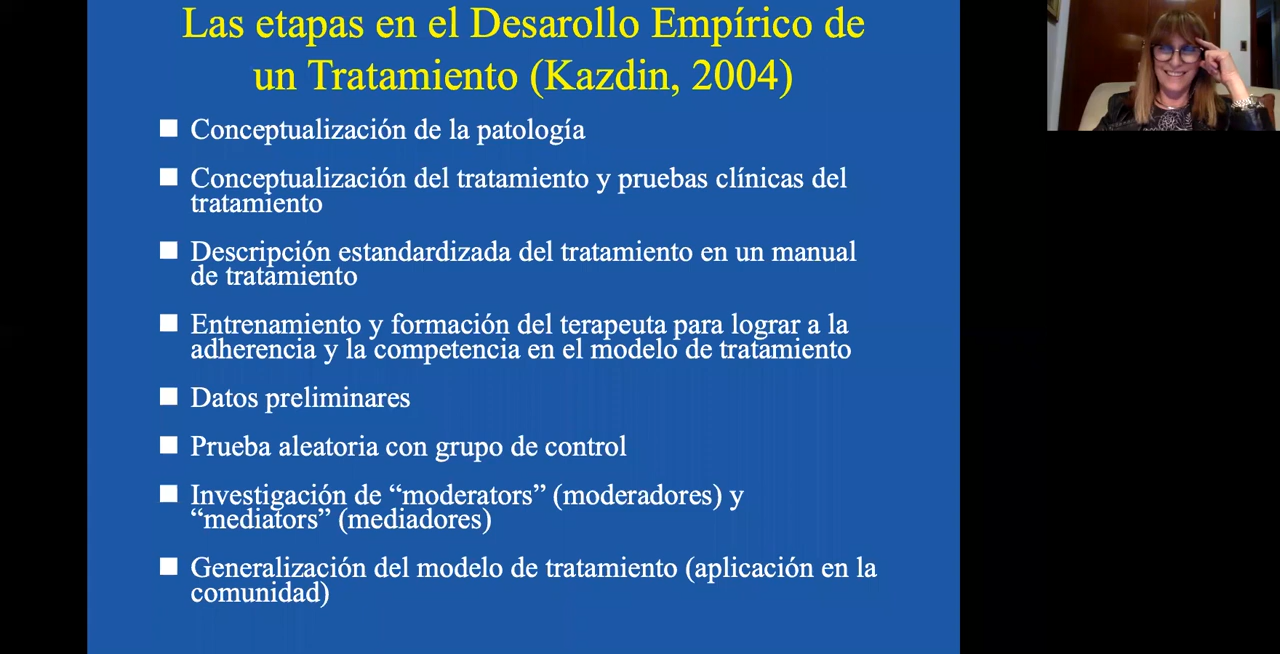 Las etapas en el Desarollo Empírico de
un Tratamiento (Kazdin, 2004)
Conceptualización de la patología
Conceptualización del tratamiento y pruebas clínicas del
tratamiento
Descripción estandardizada del tratamiento en un manual
de tratamiento
Entrenamiento y formación del terapeuta para lograr a la
adherencia y la competencia en el modelo de tratamiento
Datos preliminares
Prueba aleatoria con grupo de control
Investigación de “moderators” (moderadores) y
“mediators” (mediadores)
Generalización del modelo de tratamiento (aplicación en la
comunidad)